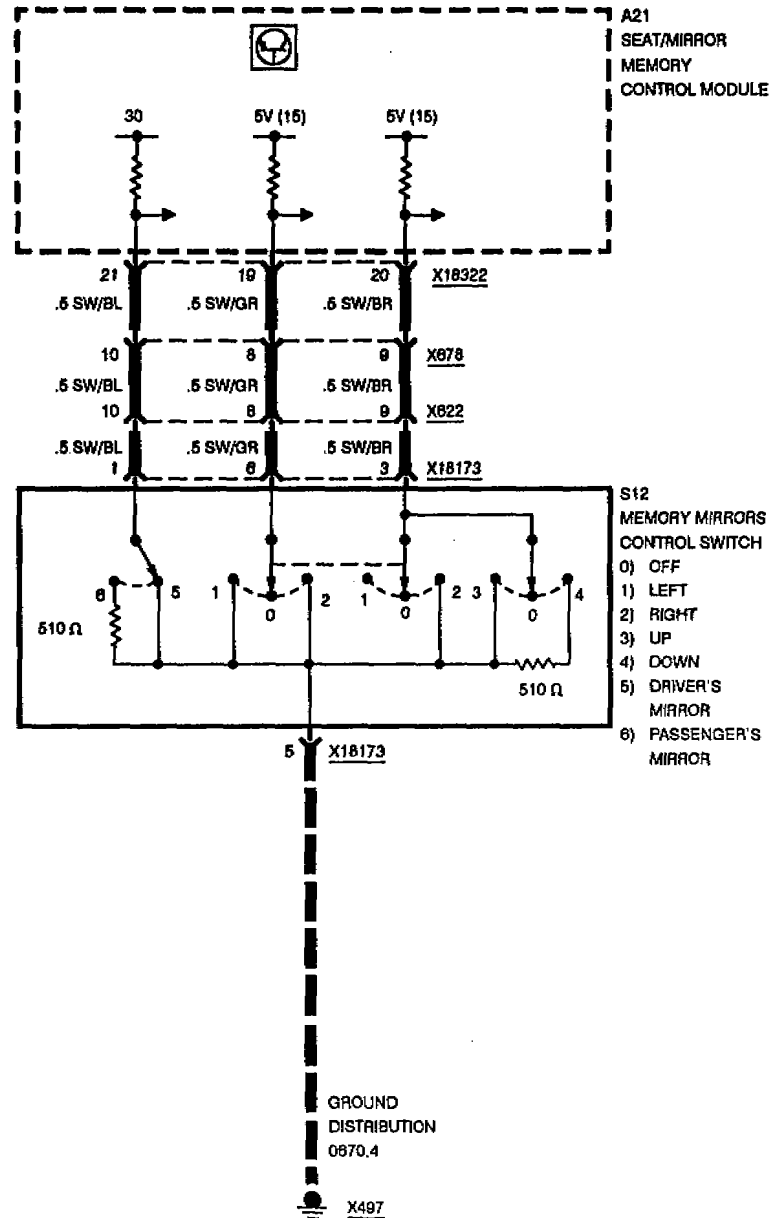 A21
SEAT/MIRROR
MEMORY
CONTROL MODULE
30 5V (15) 5V (15)
21 19 20 X18322
.5 SW/BL .5 SW/GR .5 SW/BR
10 8 9 X678
.5 SW/BL .5 SW/GR .5 SW/BR
10 8 9 X622
.5 SW/BL .5 SW/GR .5 SW/BR
1 6 3 X18173
S12
MEMORY MIRRORS
CONTROL SWITCH
0) OFF
1) LEFT
2) RIGHT
3) UP
4) DOWN
5) DRIVER'S
MIRROR
6) PASSENGER'S
MIRROR
6 5 1 2 1 2 3 4
0 0 0
510 Ω
510 Ω
5 X18173
GROUND
DISTRIBUTION
0670.4
X497